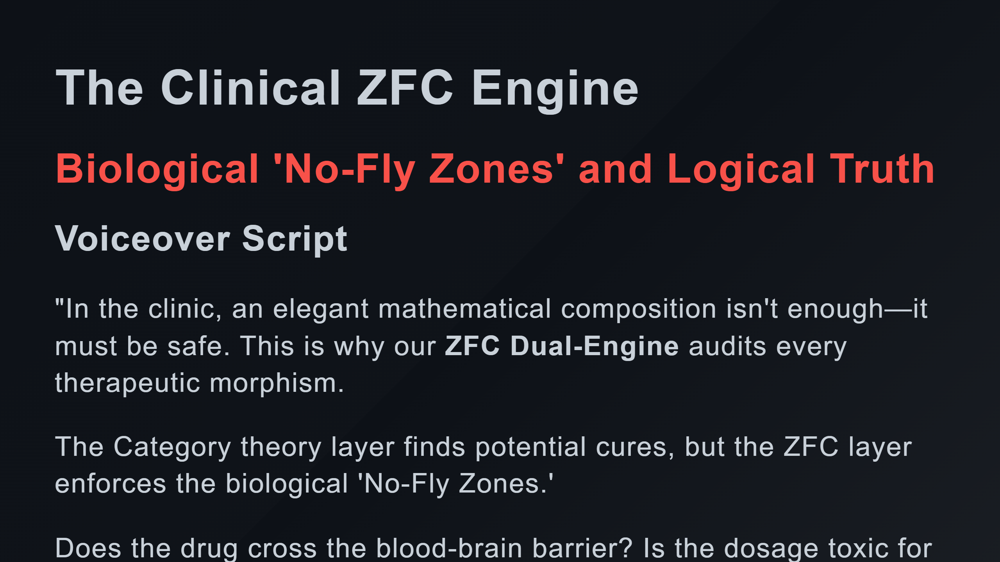 The Clinical ZFC Engine
Biological 'No-Fly Zones' and Logical Truth
Voiceover Script
"In the clinic, an elegant mathematical composition isn't enough—it
must be safe. This is why our ZFC Dual-Engine audits every
therapeutic morphism.
The Category theory layer finds potential cures, but the ZFC layer
enforces the biological 'No-Fly Zones.'
Does the drug cross the blood-brain barrier? Is the dosage toxic for